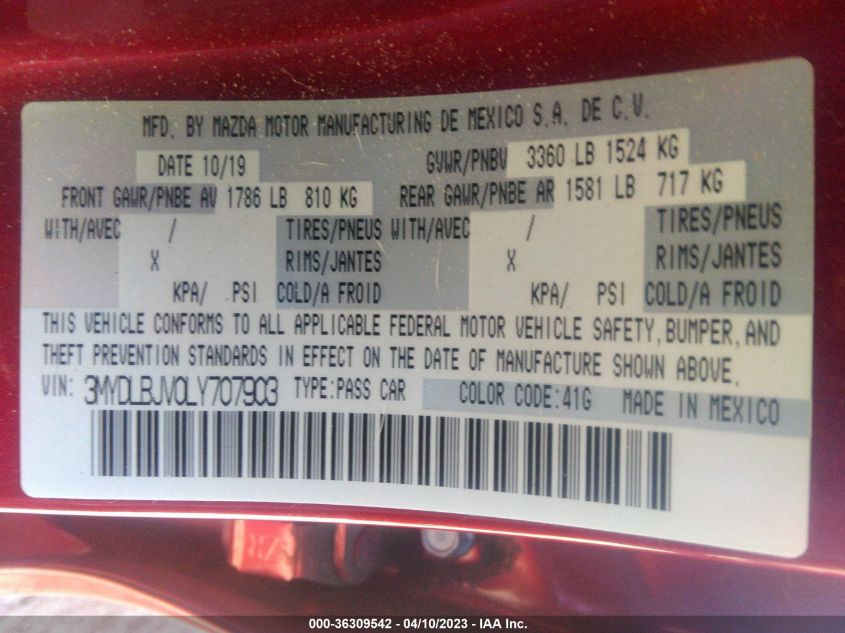 MFD. BY MAZDA MOTOR MANUFACTURING DE MEXICO S.A. DE C.V.
DATE 10/19 GVWR/PNBV 3360 LB 1524 KG
FRONT GAWR/PNBE AV 1786 LB 810 KG REAR GAWR/PNBE AR 1581 LB 717 KG
WITH/AVEC / TIRES/PNEUS WITH/AVEC / TIRES/PNEUS
X RIMS/JANTES X RIMS/JANTES
KPA/ PSI COLD/A FROID KPA/ PSI COLD/A FROID
THIS VEHICLE CONFORMS TO ALL APPLICABLE FEDERAL MOTOR VEHICLE SAFETY, BUMPER, AND
THEFT PREVENTION STANDARDS IN EFFECT ON THE DATE OF MANUFACTURE SHOWN ABOVE.
VIN: 3MYDLBJV0LY707903 TYPE:PASS CAR COLOR CODE:41G MADE IN MEXICO
000-36309542 - 04/10/2023 - IAA Inc.